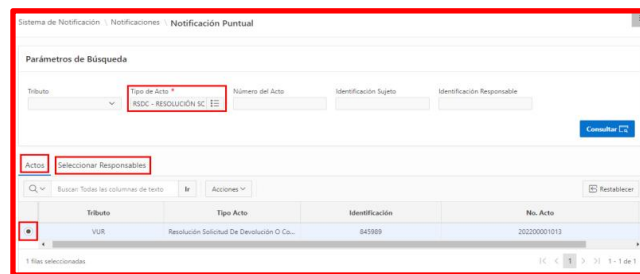 Sistema de Notificación \ Notificaciones \ Notificación Puntual
Parámetros de Búsqueda
Tributo
Tipo de Acto *
Número del Acto
Identificación Sujeto
Identificación Responsable
RSDC - RESOLUCIÓN SC
Consultar
Actos Seleccionar Responsables
Buscar: Todas las columnas de texto Ir Acciones Restablecer
Tributo Tipo Acto Identificación No. Acto
VUR Resolución Solicitud De Devolución O Co... 845989 202200001013
1 filas seleccionadas 1 1 - 1 de 1